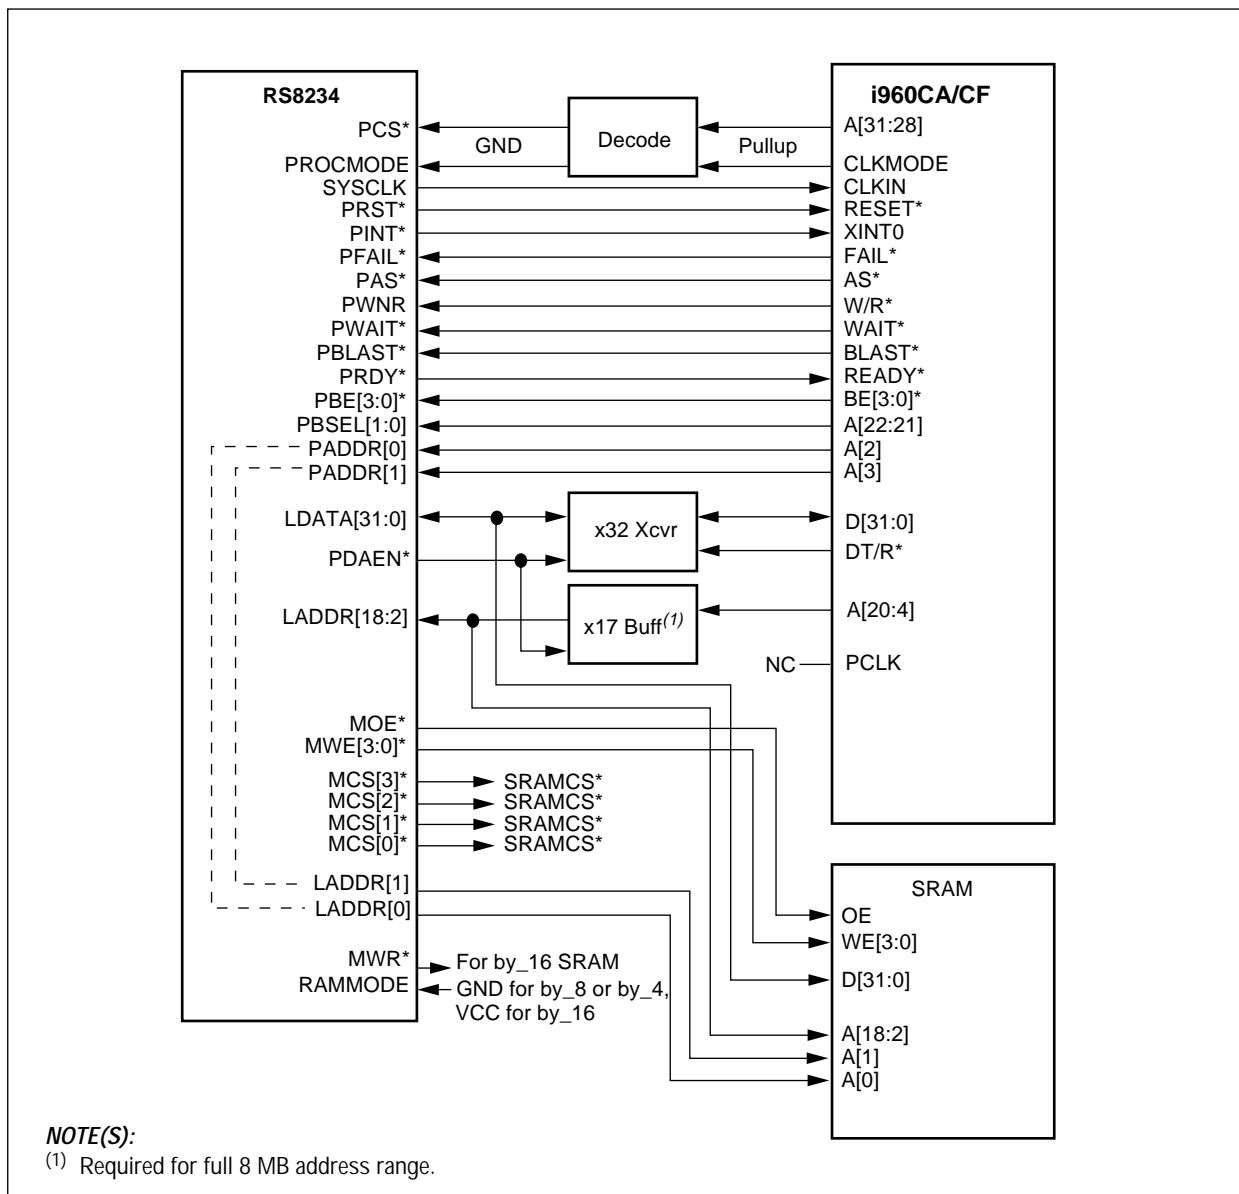 RS8234
i960CA/CF
PCS*
GND
Decode
Pullup
A[31:28]
PROCMODE
CLKMODE
SYSCLK
CLKIN
PRST*
RESET*
PINT*
XINT0
PFAIL*
FAIL*
PAS*
AS*
PWNR
W/R*
PWAIT*
WAIT*
PBLAST*
BLAST*
PRDY*
READY*
PBE[3:0]*
BE[3:0]*
PBSEL[1:0]
A[22:21]
PADDR[0]
A[2]
PADDR[1]
A[3]
LDATA[31:0]
x32 Xcvr
D[31:0]
PDAEN*
DT/R*
LADDR[18:2]
x17 Buff(1)
A[20:4]
NC
PCLK
MOE*
MWE[3:0]*
MCS[3]*
SRAMCS*
MCS[2]*
SRAMCS*
MCS[1]*
SRAMCS*
MCS[0]*
SRAMCS*
LADDR[1]
LADDR[0]
SRAM
OE
WE[3:0]
D[31:0]
A[18:2]
A[1]
A[0]
MWR*
For by_16 SRAM
RAMMODE
GND for by_8 or by_4,
VCC for by_16
NOTE(S):
(1) Required for full 8 MB address range.